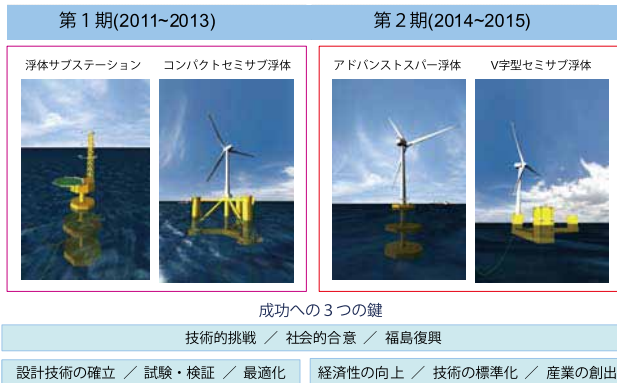 第１期(2011~2013)
第２期(2014~2015)
浮体サブステーション
コンパクトセミサブ浮体
アドバンストスパー浮体
V字型セミサブ浮体
成功への３つの鍵
技術的挑戦 ／ 社会的合意 ／ 福島復興
設計技術の確立 ／ 試験・検証 ／ 最適化
経済性の向上 ／ 技術の標準化 ／ 産業の創出